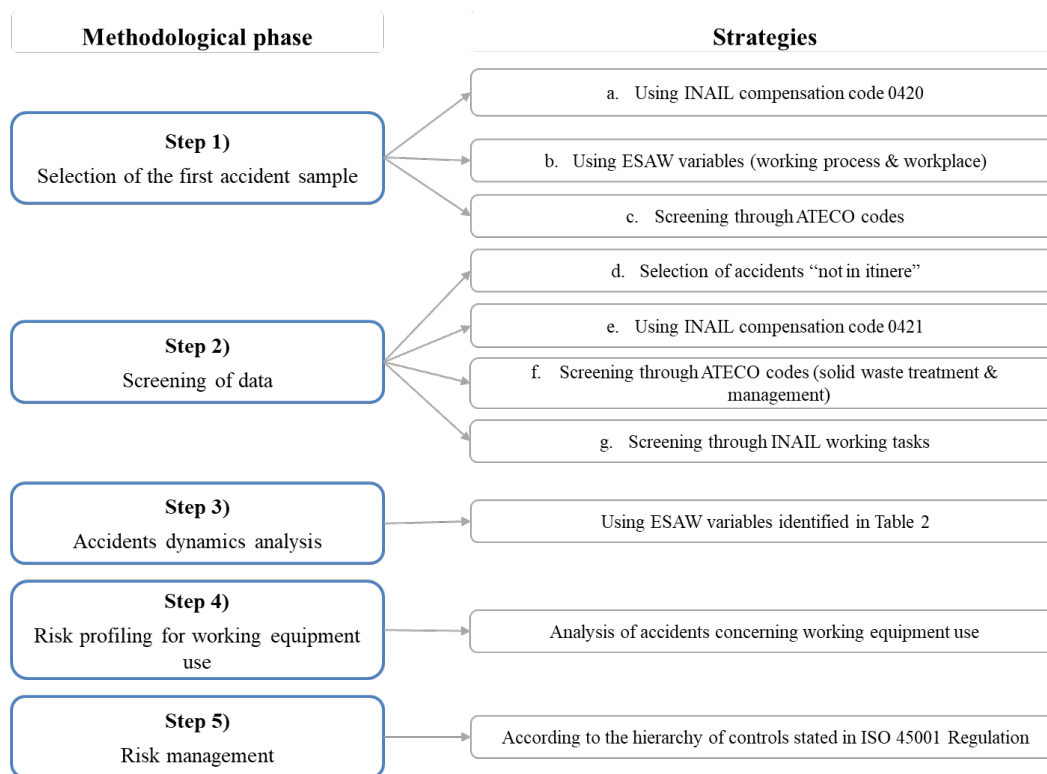 Methodological phase
Strategies
Step 1)
Selection of the first accident sample
a. Using INAIL compensation code 0420
b. Using ESAW variables (working process & workplace)
c. Screening through ATECO codes
Step 2)
Screening of data
d. Selection of accidents “not in itinere”
e. Using INAIL compensation code 0421
f. Screening through ATECO codes (solid waste treatment &
management)
g. Screening through INAIL working tasks
Step 3)
Accidents dynamics analysis
Using ESAW variables identified in Table 2
Step 4)
Risk profiling for working equipment
use
Analysis of accidents concerning working equipment use
Step 5)
Risk management
According to the hierarchy of controls stated in ISO 45001 Regulation